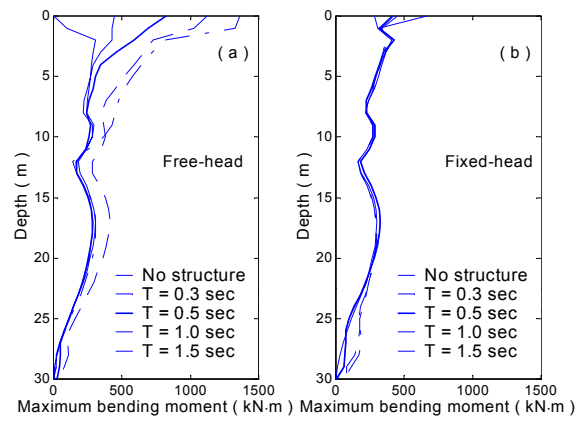 0
5
10
15
20
25
30
Depth ( m )
( a )
Free-head
No structure
T = 0.3 sec
T = 0.5 sec
T = 1.0 sec
T = 1.5 sec
0 500 1000 1500
Maximum bending moment ( kN·m )
0
5
10
15
20
25
30
Depth ( m )
( b )
Fixed-head
No structure
T = 0.3 sec
T = 0.5 sec
T = 1.0 sec
T = 1.5 sec
0 500 1000 1500
Maximum bending moment ( kN·m )